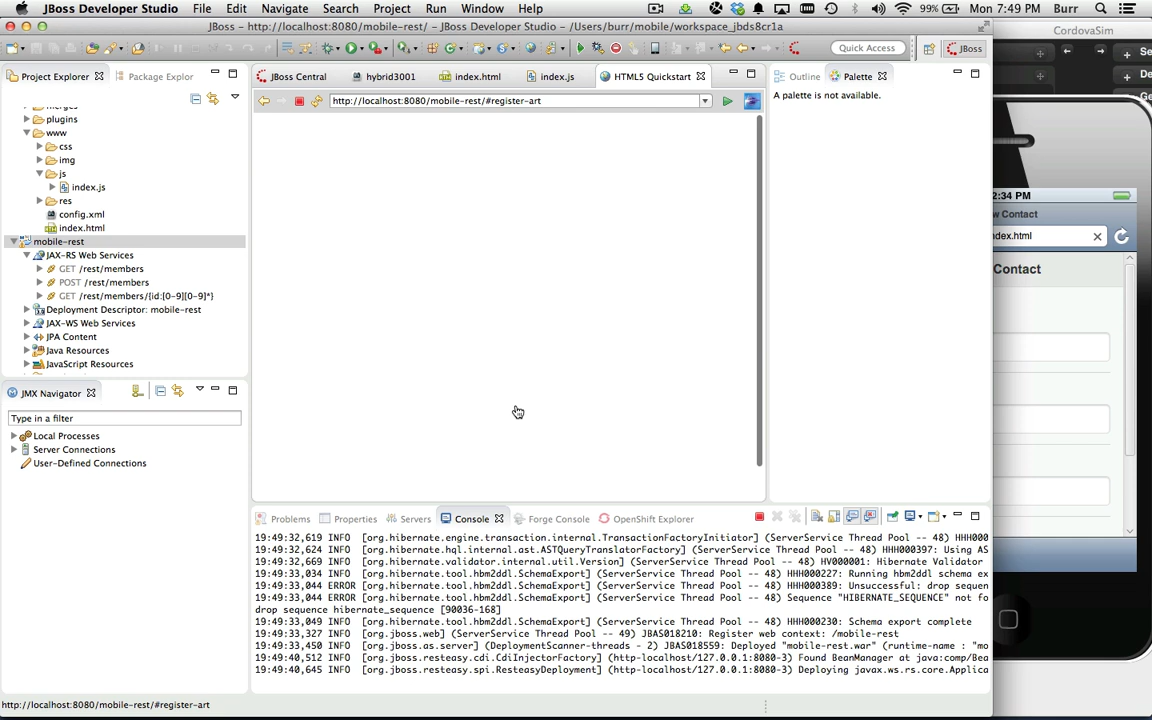 JBoss Developer Studio File Edit Navigate Search Project Run Window Help 99% Mon 7:49 PM Burr
JBoss – http://localhost:8080/mobile-rest/ – JBoss Developer Studio – /Users/burr/mobile/workspace_jbds8cr1a
CordovaSim
Quick Access JBoss
Project Explorer Package Explor
JBoss Central hybrid3001 index.html index.js HTML5 Quickstart
Outline Palette
http://localhost:8080/mobile-rest/#register-art
A palette is not available.
merges
plugins
www
css
img
js
index.js
res
config.xml
index.html
mobile-rest
JAX-RS Web Services
GET /rest/members
POST /rest/members
GET /rest/members/{id:[0-9][0-9]*}
Deployment Descriptor: mobile-rest
JAX-WS Web Services
JPA Content
Java Resources
JavaScript Resources
2:34 PM
w Contact
ndex.html
Contact
JMX Navigator
Type in a filter
Local Processes
Server Connections
User-Defined Connections
Problems Properties Servers Console Forge Console OpenShift Explorer
19:49:32,619 INFO [org.hibernate.engine.transaction.internal.TransactionFactoryInitiator] (ServerService Thread Pool -- 48) HHH000
19:49:32,624 INFO [org.hibernate.hql.internal.ast.ASTQueryTranslatorFactory] (ServerService Thread Pool -- 48) HHH000397: Using AS
19:49:32,669 INFO [org.hibernate.validator.internal.util.Version] (ServerService Thread Pool -- 48) HV000001: Hibernate Validator
19:49:33,034 INFO [org.hibernate.tool.hbm2ddl.SchemaExport] (ServerService Thread Pool -- 48) HHH000227: Running hbm2ddl schema ex
19:49:33,044 ERROR [org.hibernate.tool.hbm2ddl.SchemaExport] (ServerService Thread Pool -- 48) HHH000389: Unsuccessful: drop sequen
19:49:33,044 ERROR [org.hibernate.tool.hbm2ddl.SchemaExport] (ServerService Thread Pool -- 48) Sequence "HIBERNATE_SEQUENCE" not fo
drop sequence hibernate_sequence [90036-168]
19:49:33,049 INFO [org.hibernate.tool.hbm2ddl.SchemaExport] (ServerService Thread Pool -- 48) HHH000230: Schema export complete
19:49:33,327 INFO [org.jboss.web] (ServerService Thread Pool -- 49) JBAS018210: Register web context: /mobile-rest
19:49:33,450 INFO [org.jboss.as.server] (DeploymentScanner-threads - 2) JBAS018559: Deployed "mobile-rest.war" (runtime-name : "mo
19:49:40,512 INFO [org.jboss.resteasy.cdi.CdiInjectorFactory] (http-localhost/127.0.0.1:8080-3) Found BeanManager at java:comp/Bea
19:49:40,645 INFO [org.jboss.resteasy.spi.ResteasyDeployment] (http-localhost/127.0.0.1:8080-3) Deploying javax.ws.rs.core.Applica
http://localhost:8080/mobile-rest/#register-art